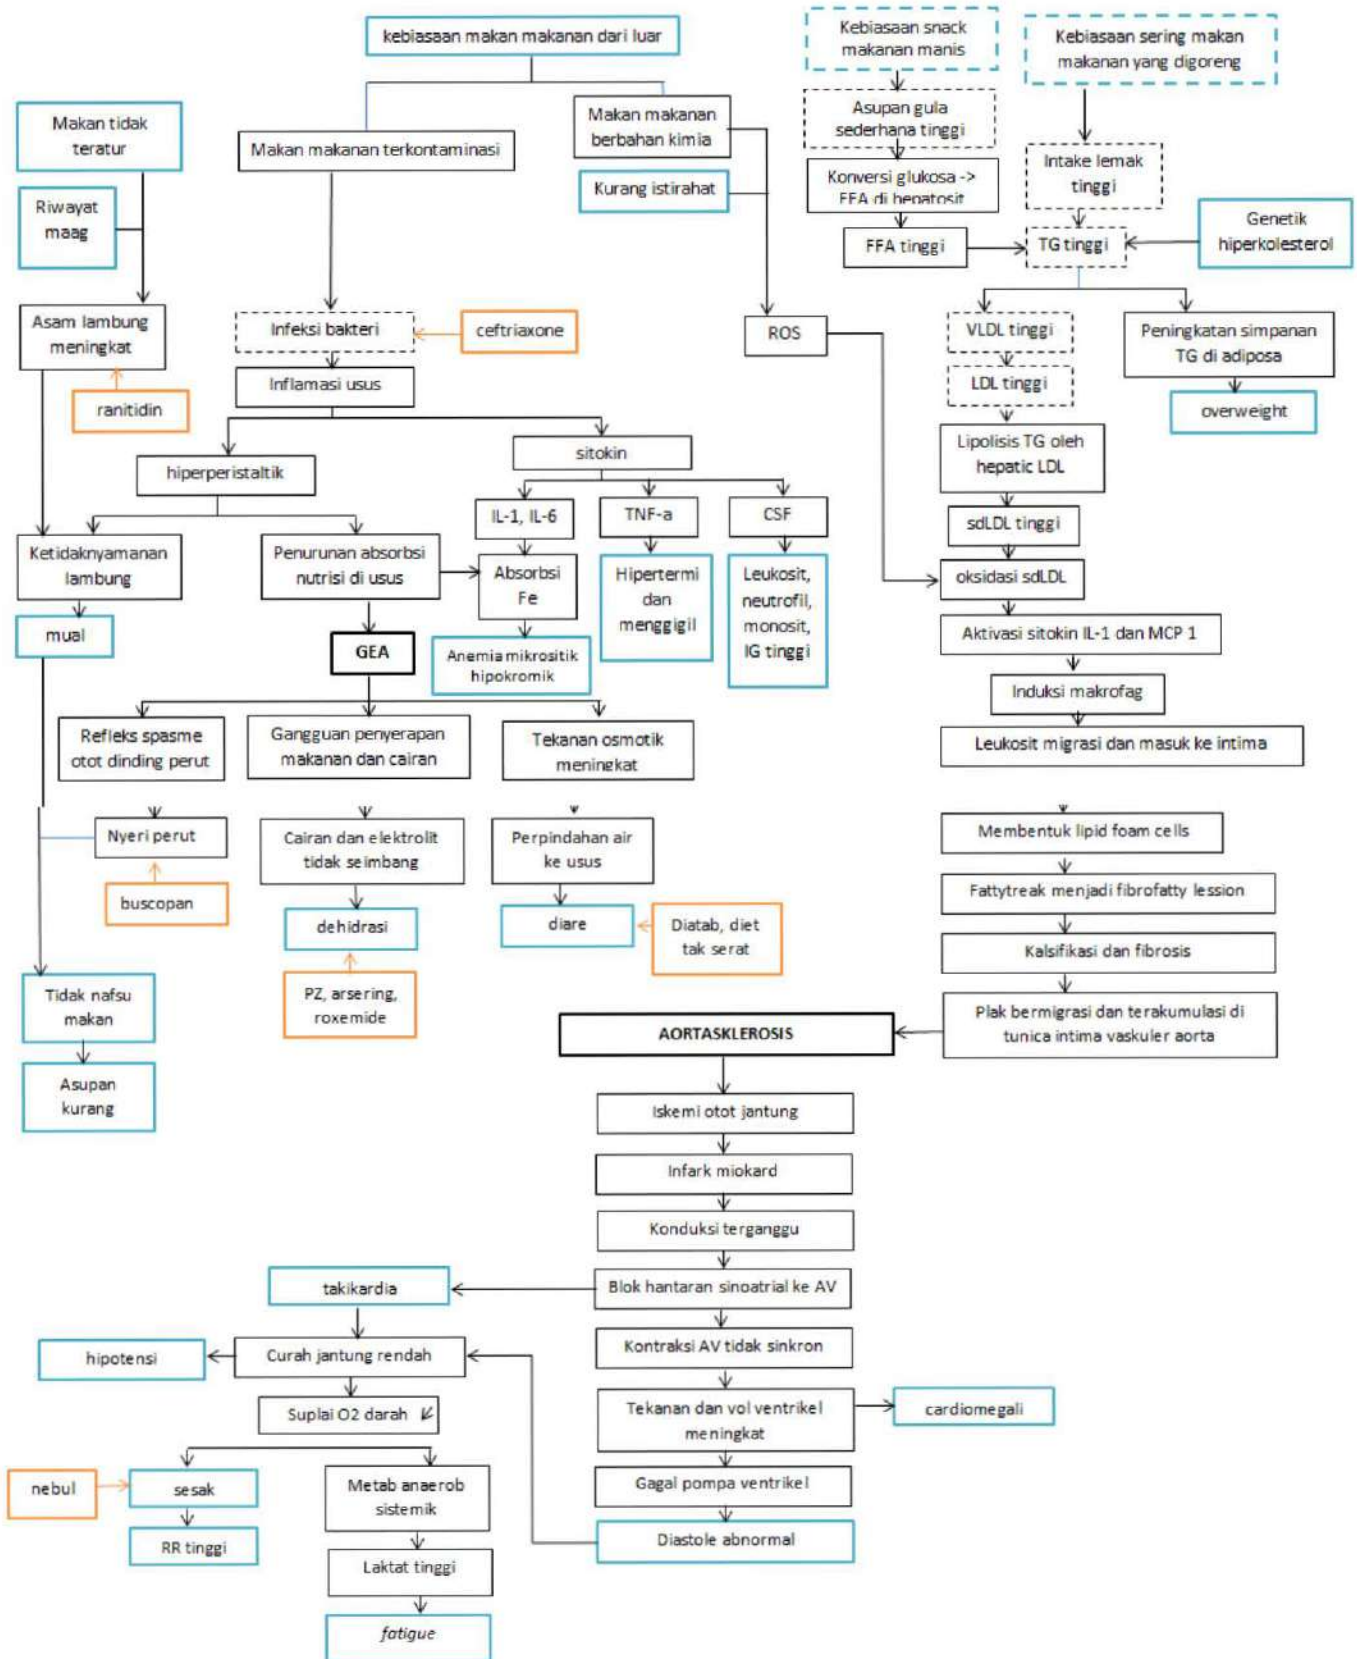 kebiasaan makan makanan dari luar
Kebiasaan snack
makanan manis
Kebiasaan sering makan
makanan yang digoreng
Makan tidak
teratur
Makan makanan terkontaminasi
Makan makanan
berbahan kimia
Asupan gula
sederhana tinggi
Kurang istirahat
Konversi glukosa ->
FFA di hepatosit
Intake lemak
tinggi
Riwayat
maag
FFA tinggi
TG tinggi
Genetik
hiperkolesterol
Asam lambung
meningkat
Infeksi bakteri
ceftriaxone
ROS
VLDL tinggi
Peningkatan simpanan
TG di adiposa
Inflamasi usus
LDL tinggi
ranitidin
overweight
hiperperistaltik
sitokin
Lipolisis TG oleh
hepatic LDL
IL-1, IL-6
TNF-a
CSF
sdLDL tinggi
Ketidaknyamanan
lambung
Penurunan absorbsi
nutrisi di usus
Absorbsi
Fe
Hipertermi
dan
menggigil
Leukosit,
neutrofil,
monosit,
IG tinggi
oksidasi sdLDL
mual
GEA
Anemia mikrositik
hipokromik
Aktivasi sitokin IL-1 dan MCP 1
Induksi makrofag
Refleks spasme
otot dinding perut
Gangguan penyerapan
makanan dan cairan
Tekanan osmotik
meningkat
Leukosit migrasi dan masuk ke intima
Nyeri perut
Cairan dan elektrolit
tidak seimbang
Perpindahan air
ke usus
Membentuk lipid foam cells
buscopan
dehidrasi
diare
Diatab, diet
tak serat
Fattytreak menjadi fibrofatty lession
Kalsifikasi dan fibrosis
Tidak nafsu
makan
PZ, arsering,
roxemide
Plak bermigrasi dan terakumulasi di
tunica intima vaskuler aorta
AORTASKLEROSIS
Asupan
kurang
Iskemi otot jantung
Infark miokard
Konduksi terganggu
takikardia
Blok hantaran sinoatrial ke AV
hipotensi
Curah jantung rendah
Kontraksi AV tidak sinkron
Suplai O2 darah
Tekanan dan vol ventrikel
meningkat
cardiomegali
nebul
sesak
Metab anaerob
sistemik
Gagal pompa ventrikel
RR tinggi
Diastole abnormal
Laktat tinggi
fatigue